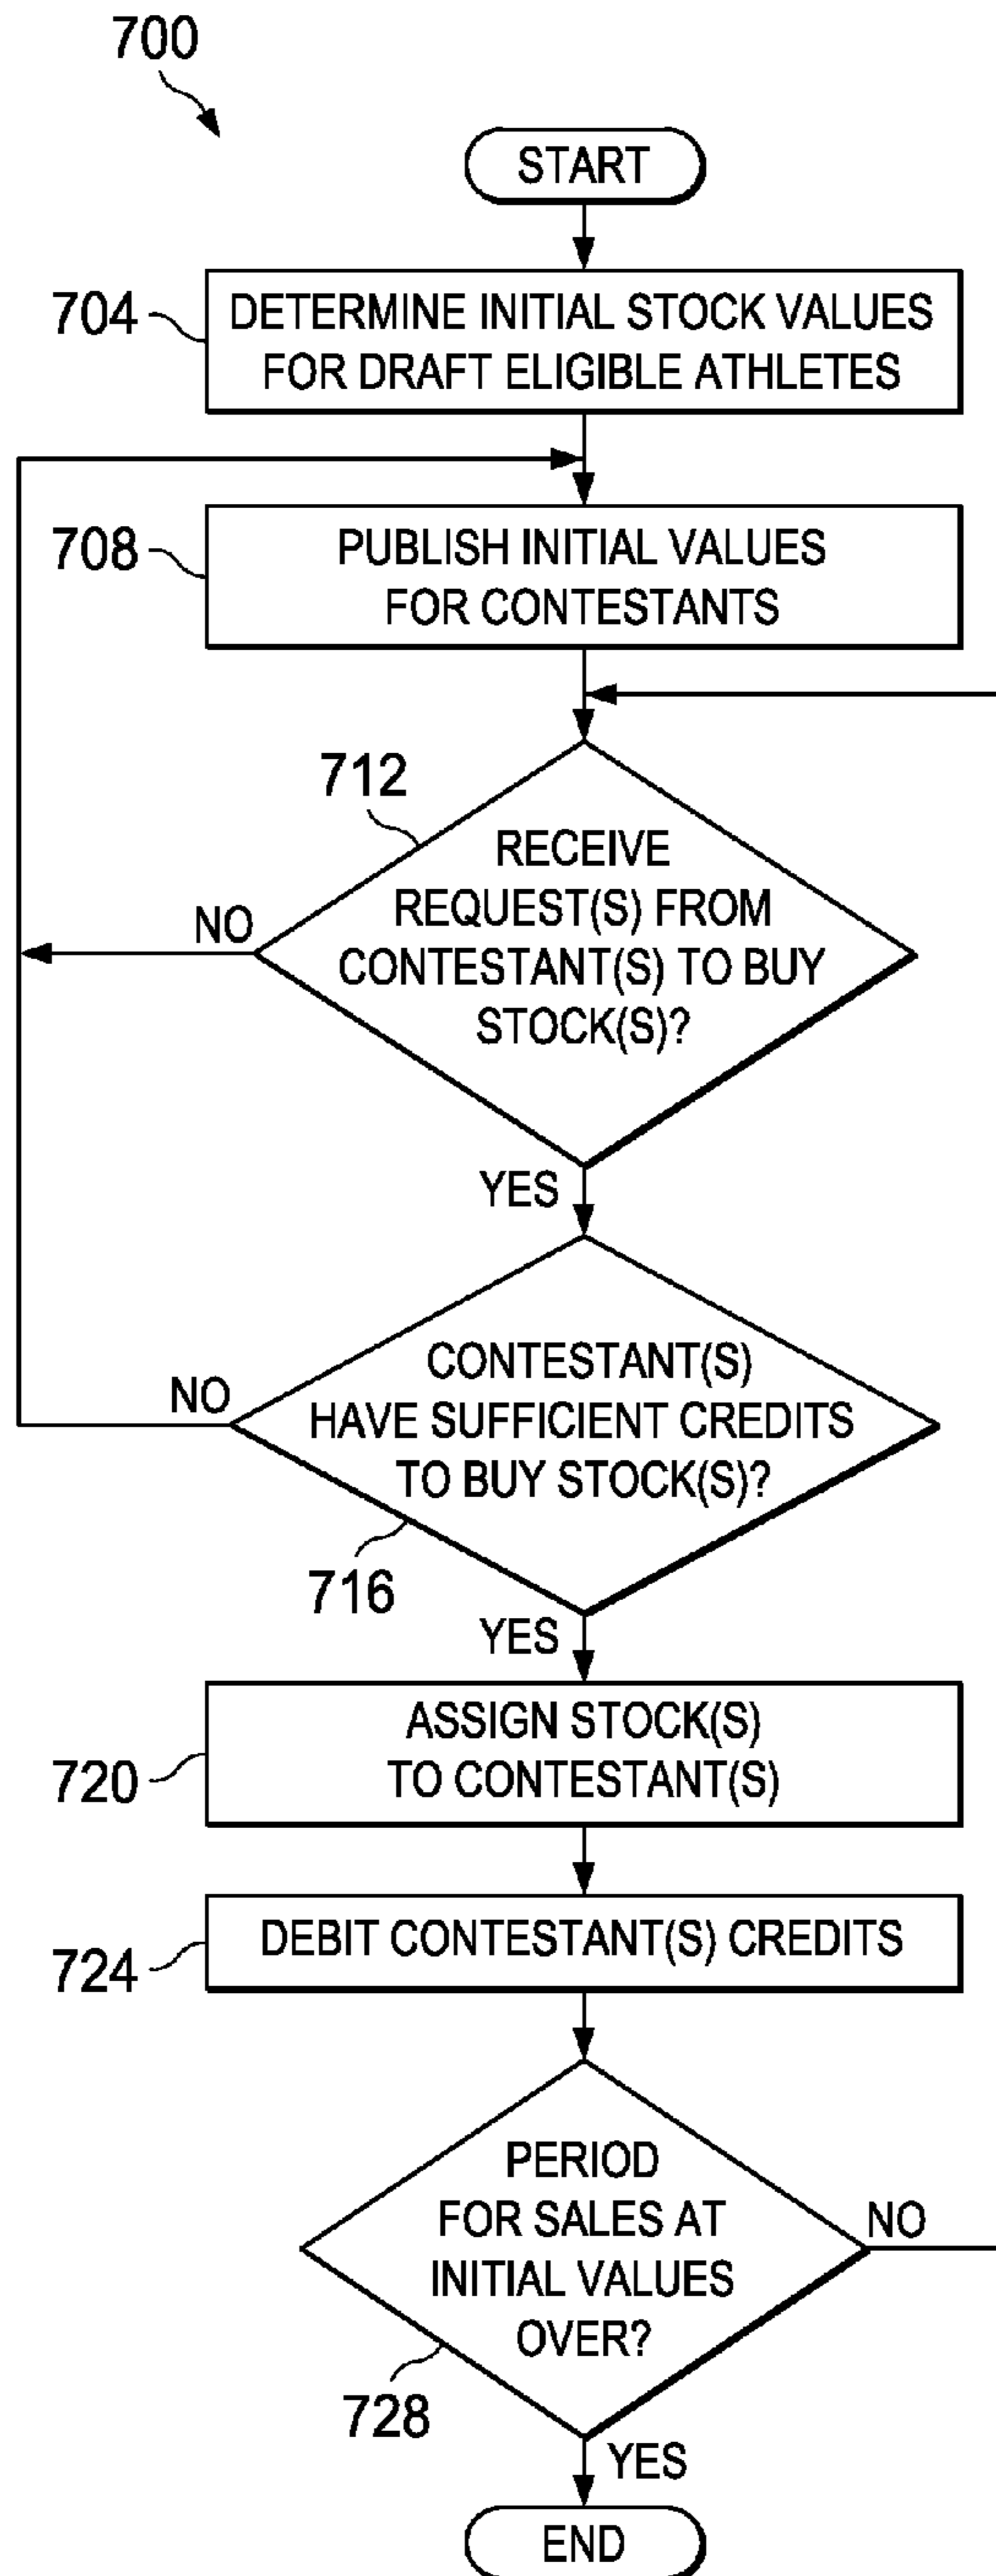 700
START
704
DETERMINE INITIAL STOCK VALUES
FOR DRAFT ELIGIBLE ATHLETES
708
PUBLISH INITIAL VALUES
FOR CONTESTANTS
712
RECEIVE
REQUEST(S) FROM
CONTESTANT(S) TO BUY
STOCK(S)?
NO
YES
CONTESTANT(S)
HAVE SUFFICIENT CREDITS
TO BUY STOCK(S)?
NO
716
YES
720
ASSIGN STOCK(S)
TO CONTESTANT(S)
724
DEBIT CONTESTANT(S) CREDITS
PERIOD
FOR SALES AT
INITIAL VALUES
OVER?
NO
728
YES
END